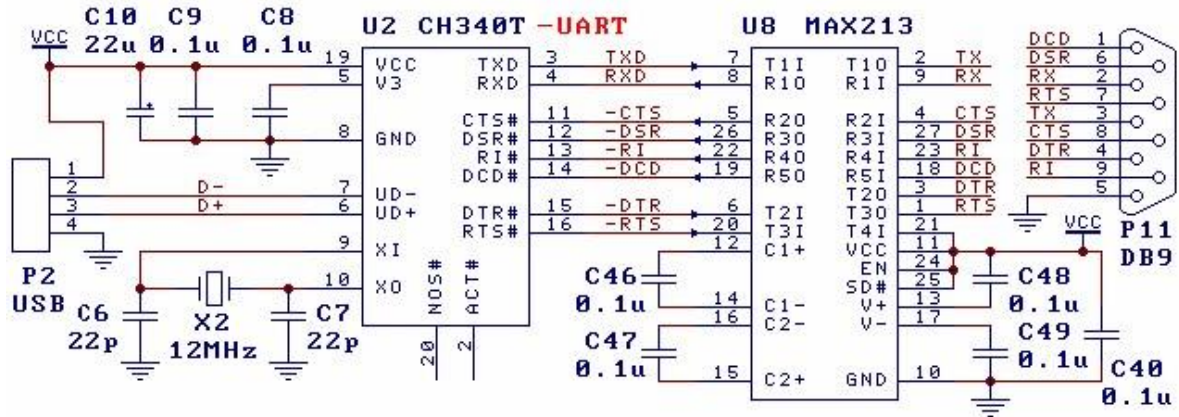 C10 C9 C8
VCC 22u 0.1u 0.1u
U2 CH340T -UART
U8 MAX213
19 VCC TXD 3 TXD 7 T1I T1O 2 TX
5 V3 RXD 4 RXD 8 R1O R1I 9 RX
CTS# 11 -CTS 5 R2O R2I 4 CTS
8 GND DSR# 12 -DSR 26 R3O R3I 27 DSR
RI# 13 -RI 22 R4O R4I 23 RI
DCD# 14 -DCD 19 R5O R5I 18 DCD
T2O 3 DTR
DTR# 15 -DTR 6 T2I T3O 1 RTS
RTS# 16 -RTS 20 T3I T4I 21
12 C1+ VCC 11
EN 24
SD# 25
14 C1- V+ 13
16 C2- V- 17
15 C2+ GND 10
1
2 D- 7 UD-
3 D+ 6 UD+
4
9 XI
10 XO
NOS# 20
ACT# 2
P2
USB
C6
22p
X2
12MHz
C7
22p
C46
0.1u
C47
0.1u
C48
0.1u
C49
0.1u
C40
0.1u
VCC
DCD 1
DSR 6
RX 2
RTS 7
TX 3
CTS 8
DTR 4
RI 9
5
P11
DB9